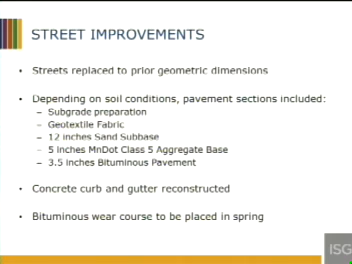 STREET IMPROVEMENTS
• Streets replaced to prior geometric dimensions
• Depending on soil conditions, pavement sections included:
– Subgrade preparation
– Geotextile Fabric
– 12 inches Sand Subbase
– 5 inches MnDot Class 5 Aggregate Base
– 3.5 inches Bituminous Pavement
• Concrete curb and gutter reconstructed
• Bituminous wear course to be placed in spring
ISG